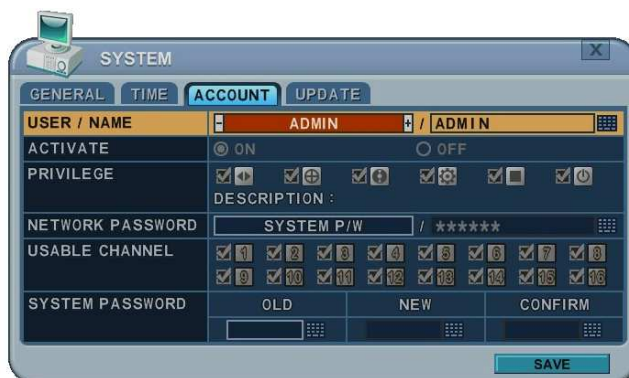 SYSTEM X
GENERAL TIME ACCOUNT UPDATE
USER / NAME - ADMIN + / ADMIN
ACTIVATE ON OFF
PRIVILEGE
DESCRIPTION :
NETWORK PASSWORD SYSTEM P/W / ******
USABLE CHANNEL 1 2 3 4 5 6 7 8
9 10 11 12 13 14 15 16
SYSTEM PASSWORD OLD NEW CONFIRM
SAVE